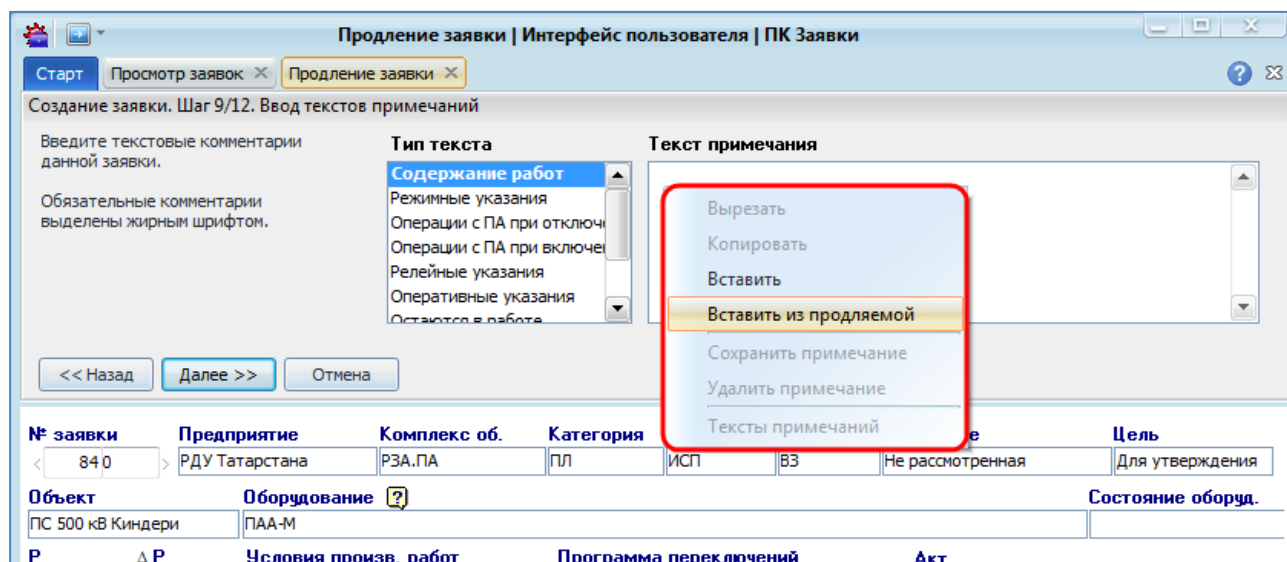 Продление заявки | Интерфейс пользователя | ПК Заявки
Старт Просмотр заявок Продление заявки
Создание заявки. Шаг 9/12. Ввод текстов примечаний
Введите текстовые комментарии
данной заявки.
Обязательные комментарии
выделены жирным шрифтом.
Тип текста
Содержание работ
Режимные указания
Операции с ПА при отключ
Операции с ПА при включе
Релейные указания
Оперативные указания
Остаются в работе
Текст примечания
Вырезать
Копировать
Вставить
Вставить из продляемой
Сохранить примечание
Удалить примечание
Тексты примечаний
<< Назад Далее >> Отмена
№ заявки Предприятие Комплекс об. Категория е Цель
< 840 > РДУ Татарстана РЗА.ПА ПЛ ИСП ВЗ Не рассмотренная Для утверждения
Объект Оборудование [?] Состояние оборуд.
ПС 500 кВ Киндери ПАА-М
Р Δ Р Условия произв. работ Программа переключений Акт